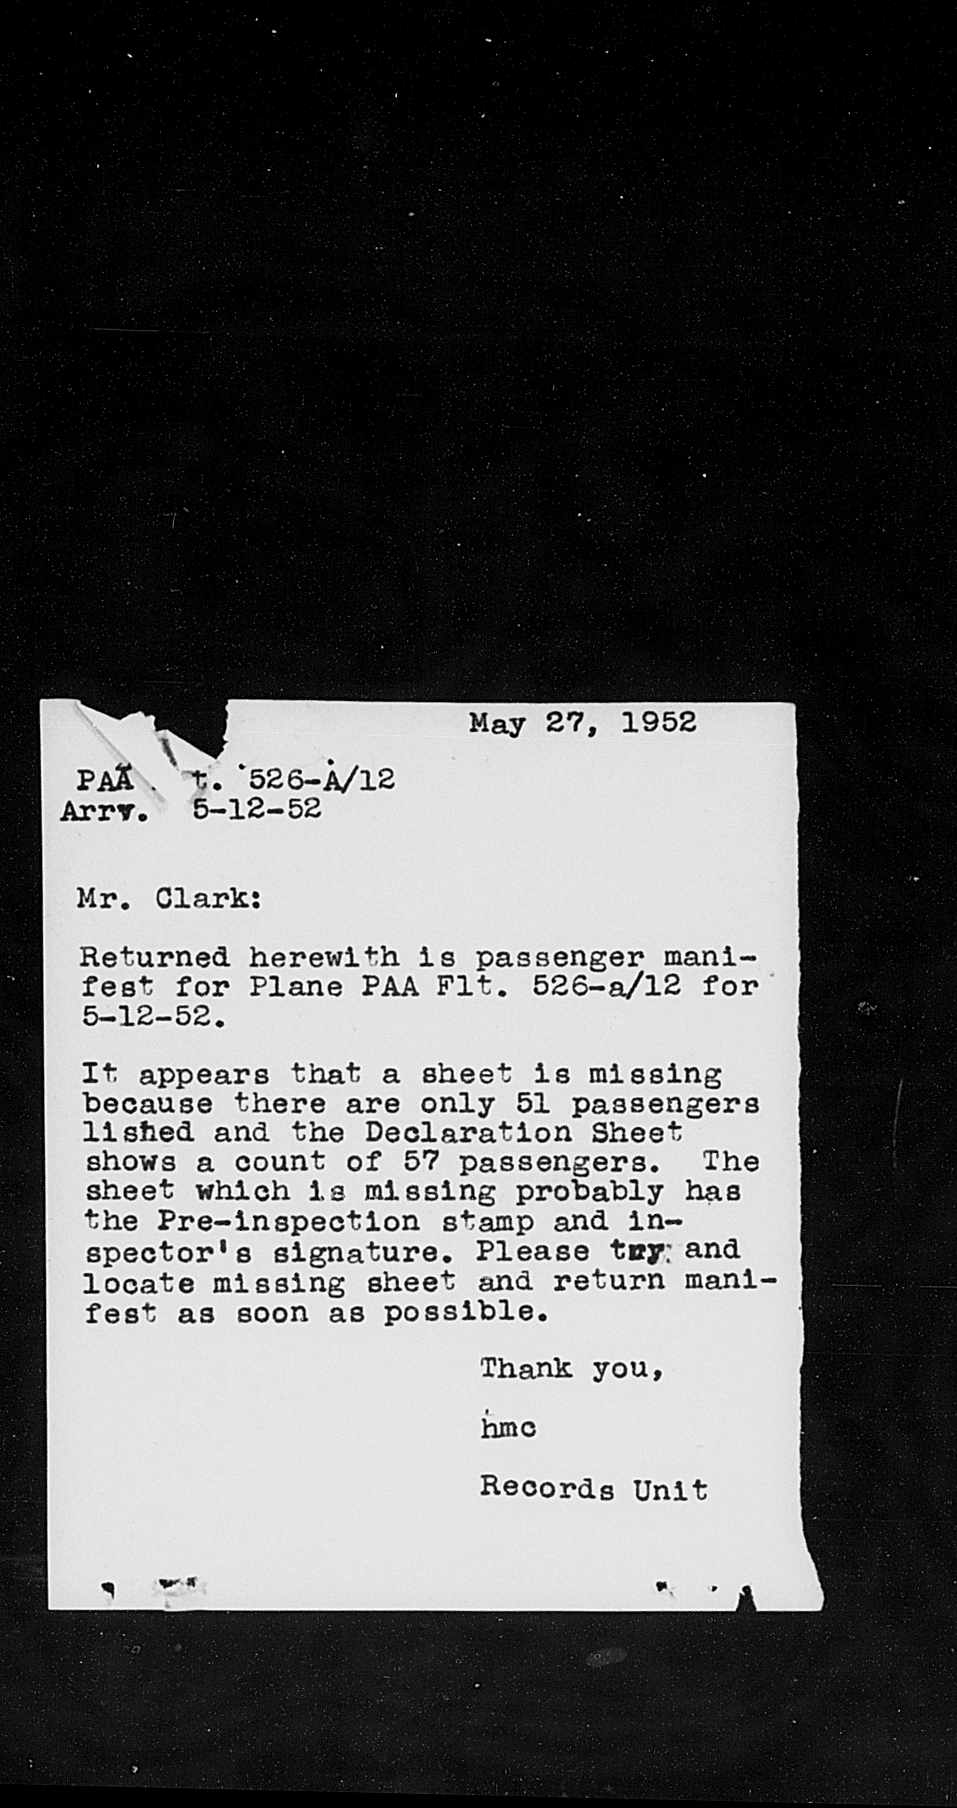 May 27, 1952
PAA t. 526-A/12
Arrv. 5-12-52
Mr. Clark:
Returned herewith is passenger mani-
fest for Plane PAA Flt. 526-a/12 for
5-12-52.
It appears that a sheet is missing
because there are only 51 passengers
lished and the Declaration Sheet
shows a count of 57 passengers. The
sheet which is missing probably has
the Pre-inspection stamp and in-
spector's signature. Please try and
locate missing sheet and return mani-
fest as soon as possible.
Thank you,
hmc
Records Unit